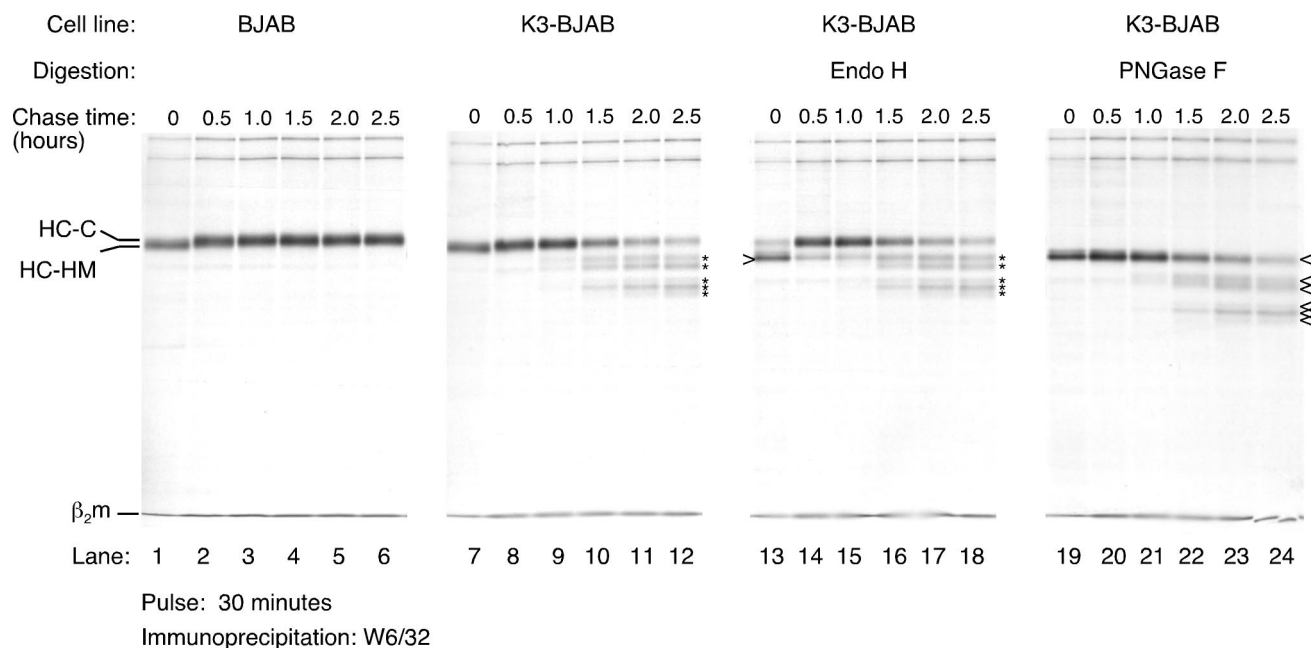 Cell line: BJAB K3-BJAB K3-BJAB K3-BJAB
Digestion: Endo H PNGase F
Chase time: 0 0.5 1.0 1.5 2.0 2.5 0 0.5 1.0 1.5 2.0 2.5 0 0.5 1.0 1.5 2.0 2.5 0 0.5 1.0 1.5 2.0 2.5
(hours)
HC-C
HC-HM
> <
* *
* *
* *
* *
* *
β₂m
Lane: 1 2 3 4 5 6 7 8 9 10 11 12 13 14 15 16 17 18 19 20 21 22 23 24
Pulse: 30 minutes
Immunoprecipitation: W6/32